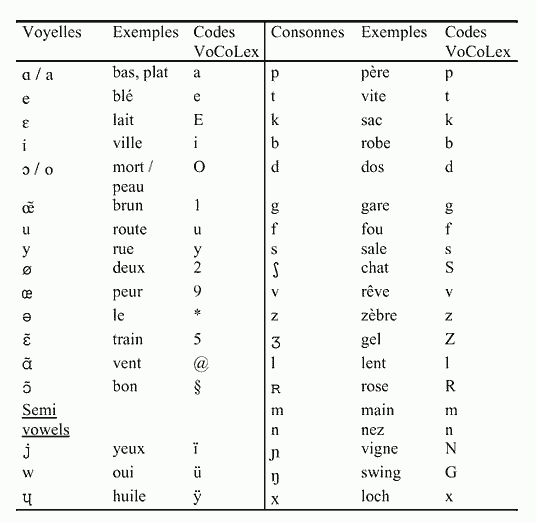 Voyelles Exemples Codes VoCoLex Consonnes Exemples Codes VoCoLex
ɑ / a bas, plat a p père p
e blé e t vite t
ɛ lait E k sac k
i ville i b robe b
ɔ / o mort / peau O d dos d
œ̃ brun 1 g gare g
u route u f fou f
y rue y s sale s
ø deux 2 ʃ chat S
œ peur 9 v rêve v
ə le * z zèbre z
ɛ̃ train 5 ʒ gel Z
ɑ̃ vent @ l lent l
ɔ̃ bon § ʀ rose R
Semi m main m
vowels n nez n
j yeux ï ɲ vigne N
w oui ü ŋ swing G
ɥ huile ÿ x loch x